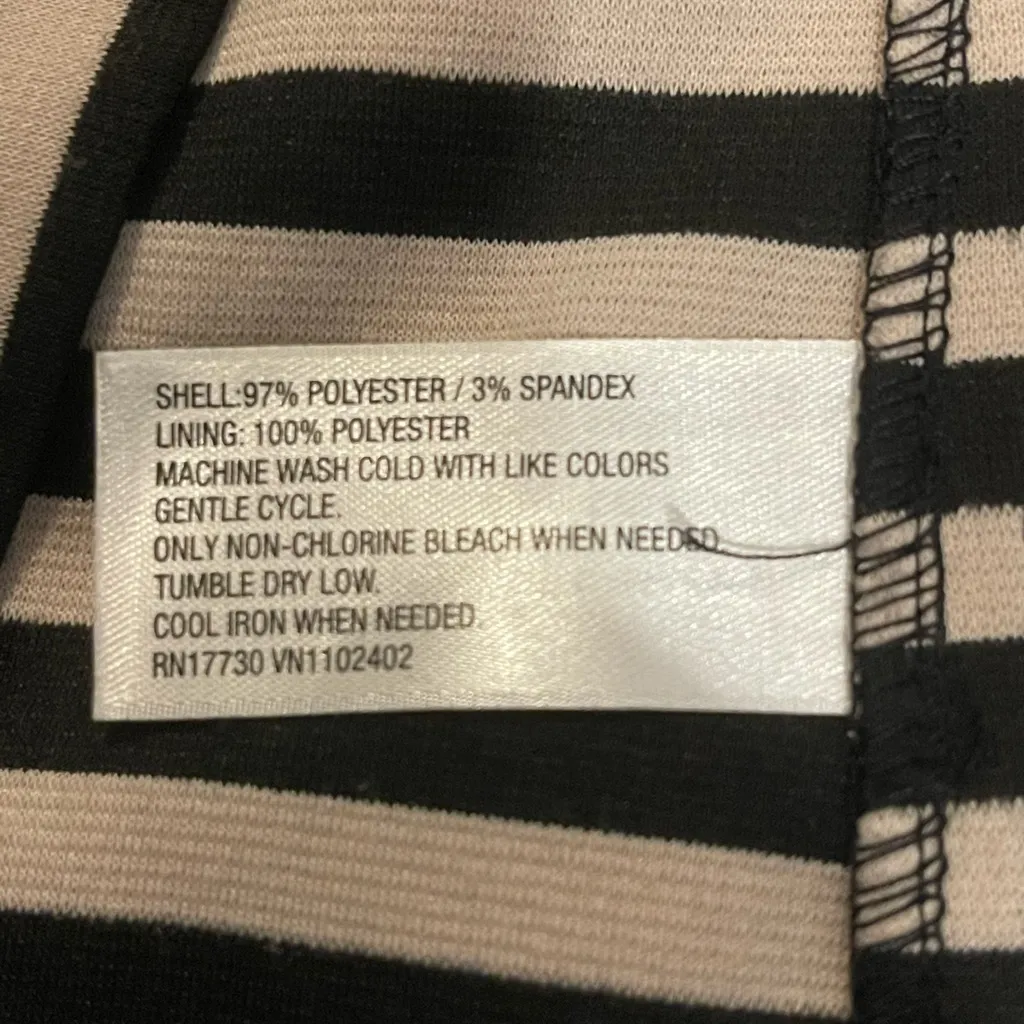 SHELL:97% POLYESTER / 3% SPANDEX
LINING: 100% POLYESTER
MACHINE WASH COLD WITH LIKE COLORS
GENTLE CYCLE.
ONLY NON-CHLORINE BLEACH WHEN NEEDED
TUMBLE DRY LOW.
COOL IRON WHEN NEEDED.
RN17730 VN1102402